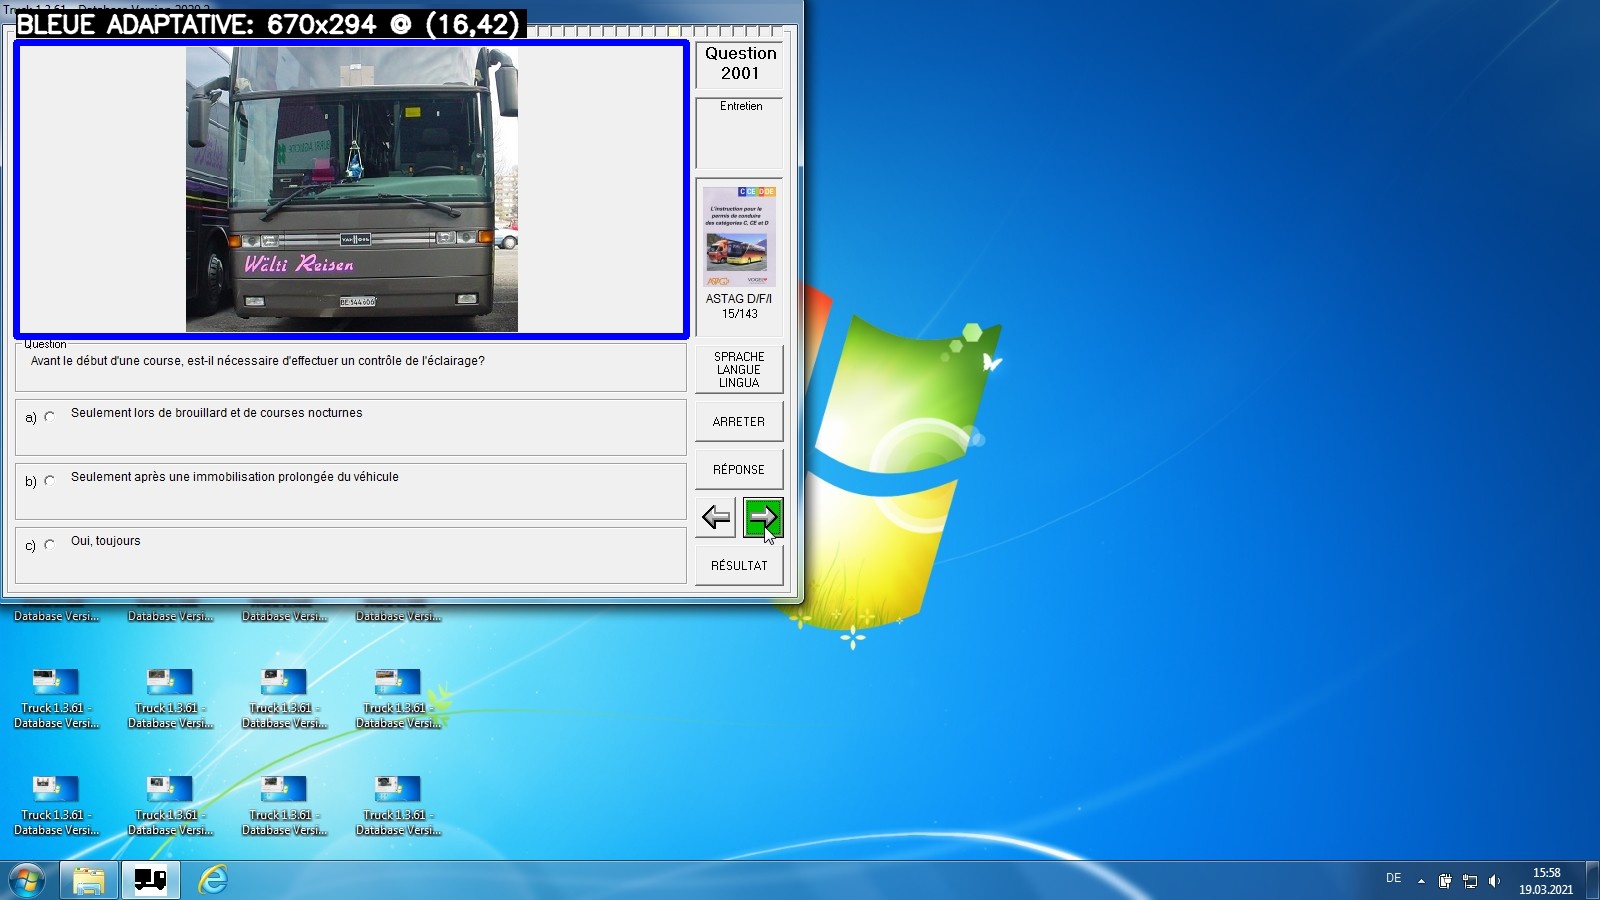 BLEUE ADAPTATIVE: 670x294 @ (16,42)
Wälti Reisen
VAN HOOL
BE·544606
Question
2001
Entretien
C CE D DE
L'instruction pour le
permis de conduire
des catégories C, CE et D
ASTAG D/F/I
15/143
Question
Avant le début d'une course, est-il nécessaire d'effectuer un contrôle de l'éclairage?
a) Seulement lors de brouillard et de courses nocturnes
b) Seulement après une immobilisation prolongée du véhicule
c) Oui, toujours
SPRACHE
LANGUE
LINGUA
ARRETER
RÉPONSE
RÉSULTAT
Database Versi...
Database Versi...
Database Versi...
Database Versi...
Truck 1.3.61 -
Database Versi...
Truck 1.3.61 -
Database Versi...
Truck 1.3.61 -
Database Versi...
Truck 1.3.61 -
Database Versi...
Truck 1.3.61 -
Database Versi...
Truck 1.3.61 -
Database Versi...
Truck 1.3.61 -
Database Versi...
Truck 1.3.61 -
Database Versi...
DE
15:58
19.03.2021